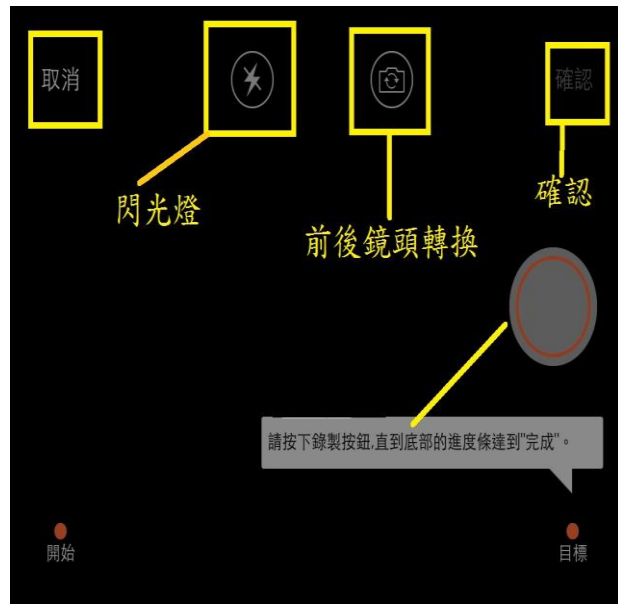 取消
確認
閃光燈
前後鏡頭轉換
確認
請按下錄製按鈕,直到底部的進度條達到"完成"。
開始
目標